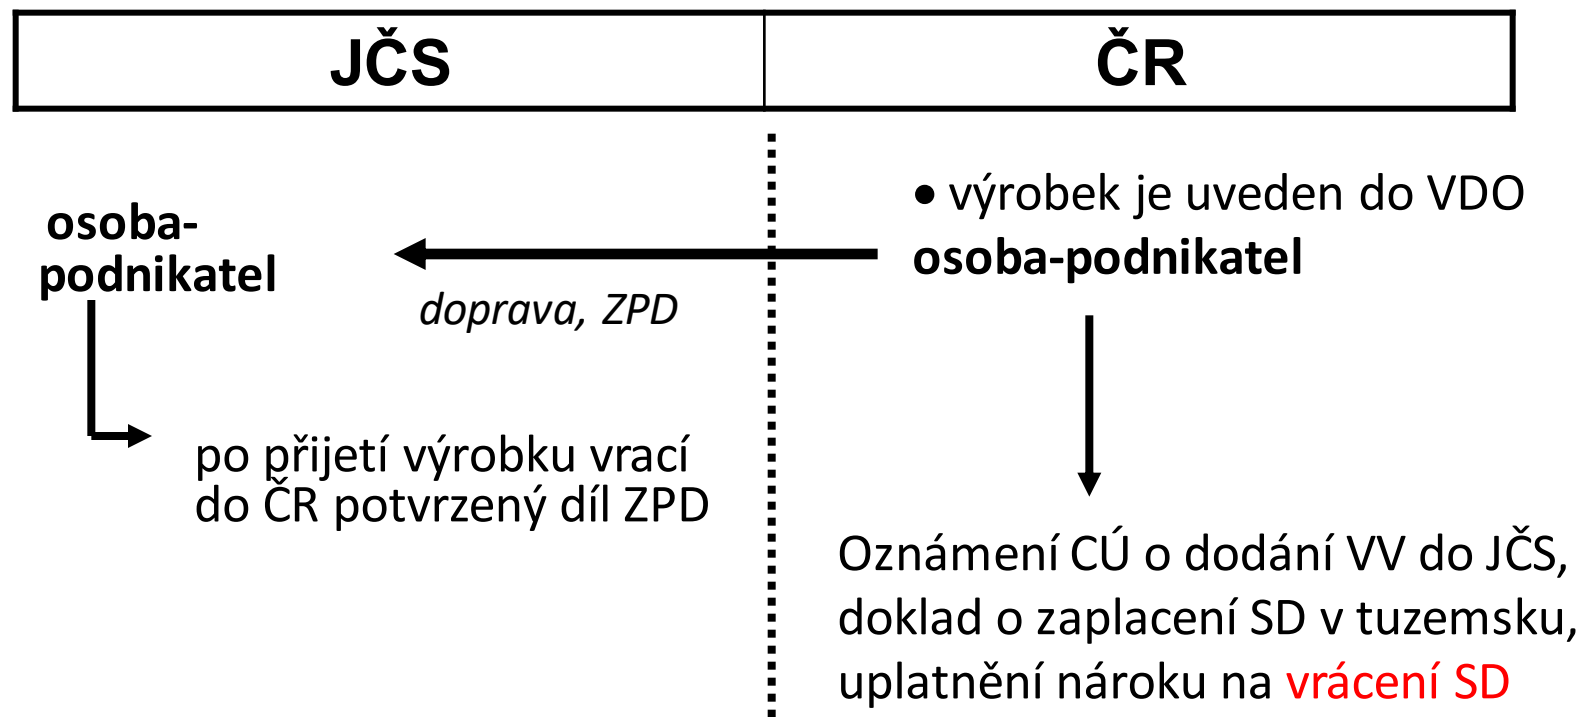 JČS
ČR
osoba-
podnikatel
doprava, ZPD
po přijetí výrobku vrací
do ČR potvrzený díl ZPD
• výrobek je uveden do VDO
osoba-podnikatel
Oznámení CÚ o dodání VV do JČS,
doklad o zaplacení SD v tuzemsku,
uplatnění nároku na vrácení SD